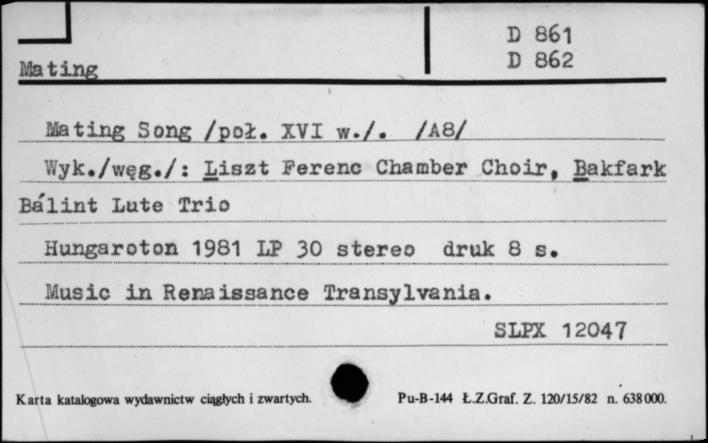 D 861
D 862
Mating
Mating Song /poł. XVI w./. /A8/
Wyk./węg./: Liszt Ferenc Chamber Choir, Bakfark
Bálint Lute Trio
Hungaroton 1981 LP 30 stereo druk 8 s.
Music in Renaissance Transylvania.
SLPX 12047
Karta katalogowa wydawnictw ciągłych i zwartych.
Pu-B-144 Ł.Z.Graf. Z. 120/15/82 n. 638000.